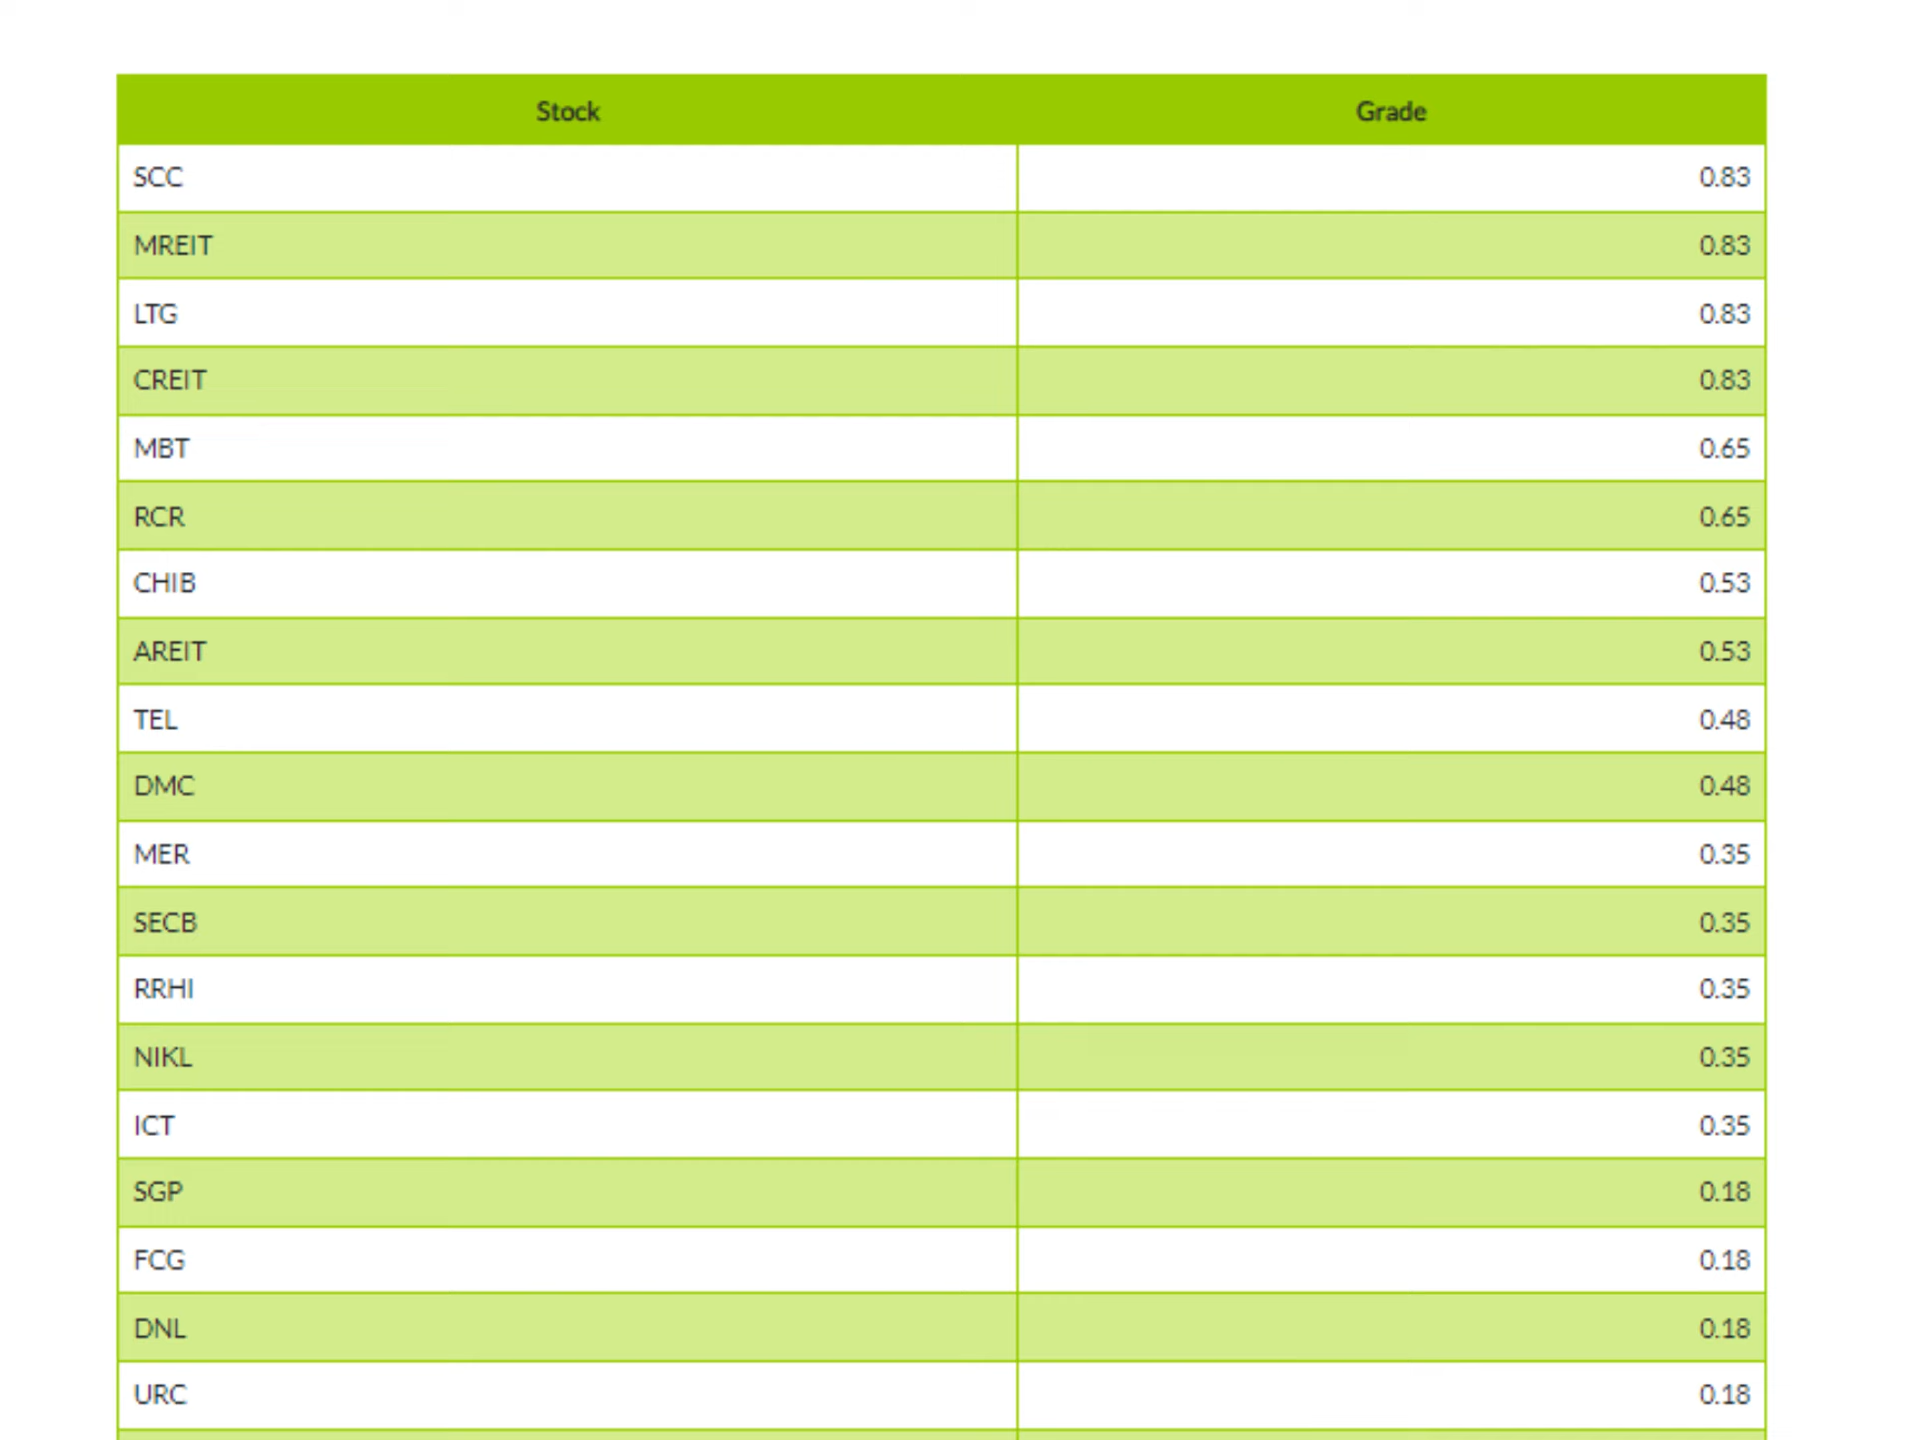 Stock Grade
SCC 0.83
MREIT 0.83
LTG 0.83
CREIT 0.83
MBT 0.65
RCR 0.65
CHIB 0.53
AREIT 0.53
TEL 0.48
DMC 0.48
MER 0.35
SECB 0.35
RRHI 0.35
NIKL 0.35
ICT 0.35
SGP 0.18
FCG 0.18
DNL 0.18
URC 0.18